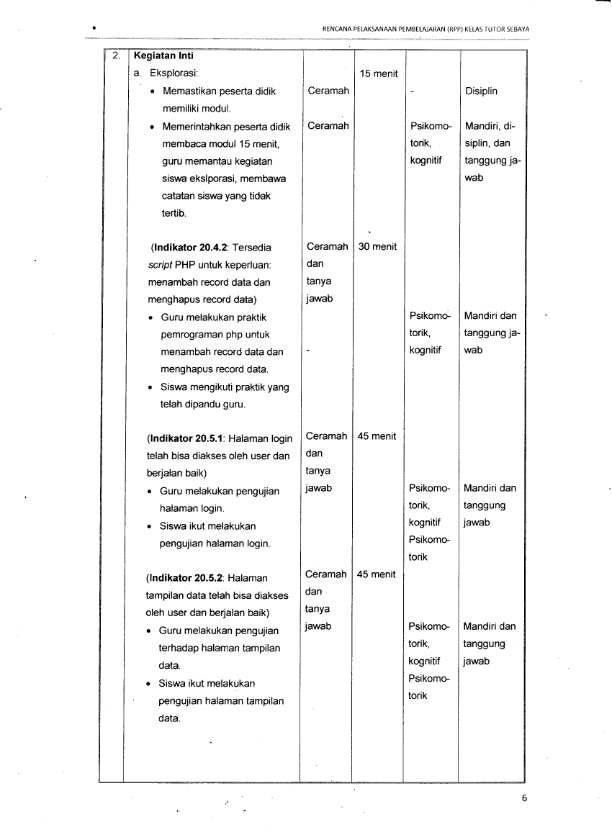 RENCANA PELAKSANAAN PEMBELAJARAN (RPP) KELAS TUTOR SEBAYA
2. Kegiatan Inti
a. Eksplorasi: 15 menit
• Memastikan peserta didik Ceramah - Disiplin
memiliki modul.
• Memerintahkan peserta didik Ceramah Psikomo- Mandiri, di-
membaca modul 15 menit, torik, siplin, dan
guru memantau kegiatan kognitif tanggung ja-
siswa ekslporasi, membawa wab
catatan siswa yang tidak
tertib.
(Indikator 20.4.2: Tersedia Ceramah 30 menit
script PHP untuk keperluan: dan
menambah record data dan tanya
menghapus record data) jawab
• Guru melakukan praktik Psikomo- Mandiri dan
pemrograman php untuk torik, tanggung ja-
menambah record data dan - kognitif wab
menghapus record data.
• Siswa mengikuti praktik yang
telah dipandu guru.
(Indikator 20.5.1: Halaman login Ceramah 45 menit
telah bisa diakses oleh user dan dan
berjalan baik) tanya
• Guru melakukan pengujian jawab Psikomo- Mandiri dan
halaman login. torik, tanggung
• Siswa ikut melakukan kognitif jawab
pengujian halaman login. Psikomo-
torik
(Indikator 20.5.2: Halaman Ceramah 45 menit
tampilan data telah bisa diakses dan
oleh user dan berjalan baik) tanya
• Guru melakukan pengujian jawab Psikomo- Mandiri dan
terhadap halaman tampilan torik, tanggung
data. kognitif jawab
• Siswa ikut melakukan Psikomo-
pengujian halaman tampilan torik
data.
6